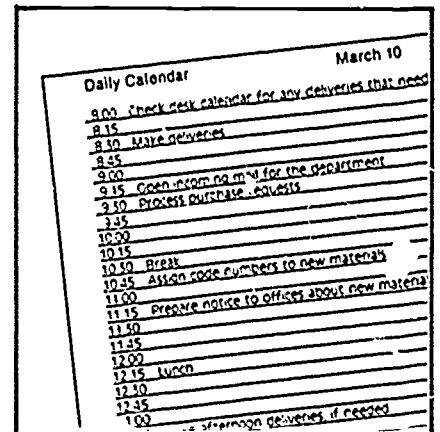 Daily Calendar March 10
8:00 Check desk calendar for any deliveries that need
8:15
8:30 Make deliveries
8:45
9:00
9:15 Open incoming mail for the department
9:30 Process purchase requests
9:45
10:00
10:15
10:30 Break
10:45 Assign code numbers to new materials
11:00
11:15 Prepare notice to offices about new materia
11:30
11:45
12:00
12:15 Lunch
12:30
12:45
1:00
afternoon deliveries, if needed